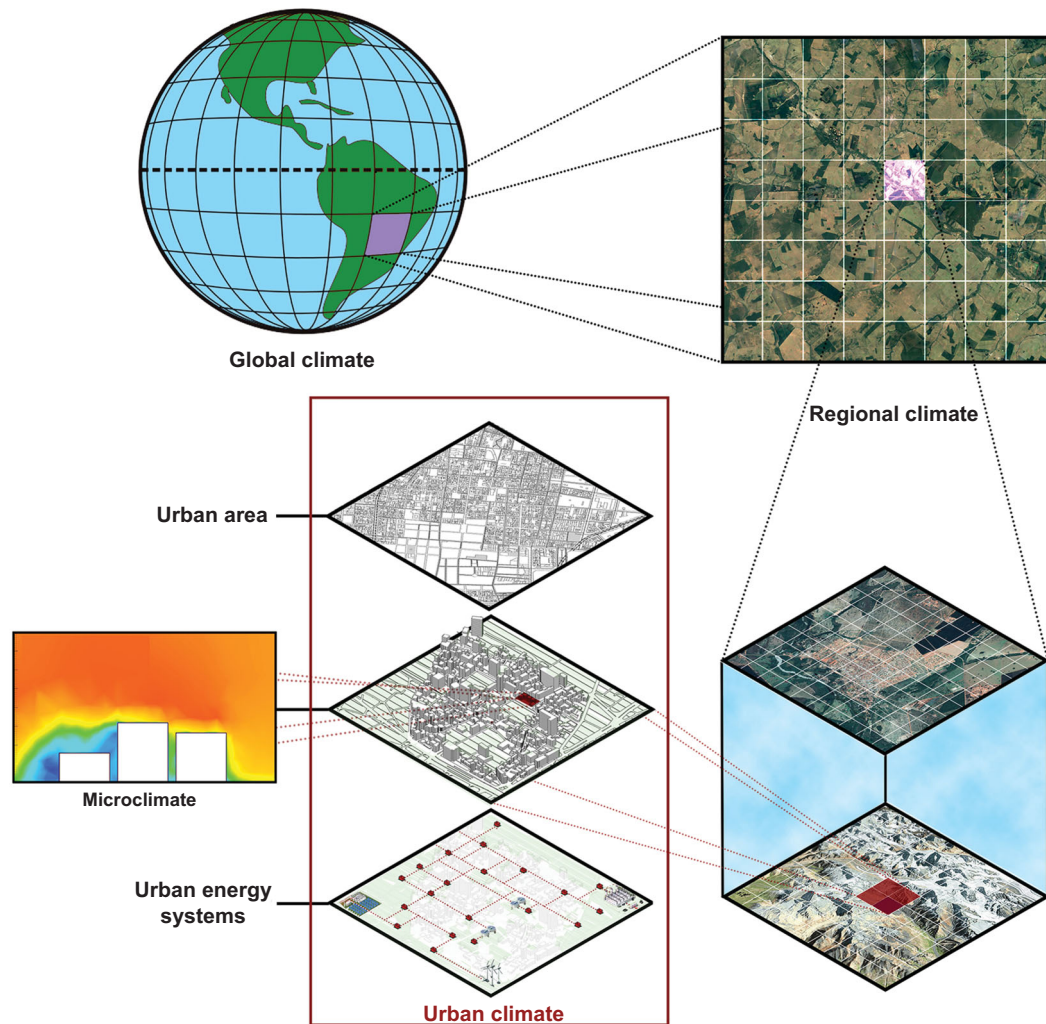 Global climate
Regional climate
Urban area
Microclimate
Urban energy
systems
Urban climate